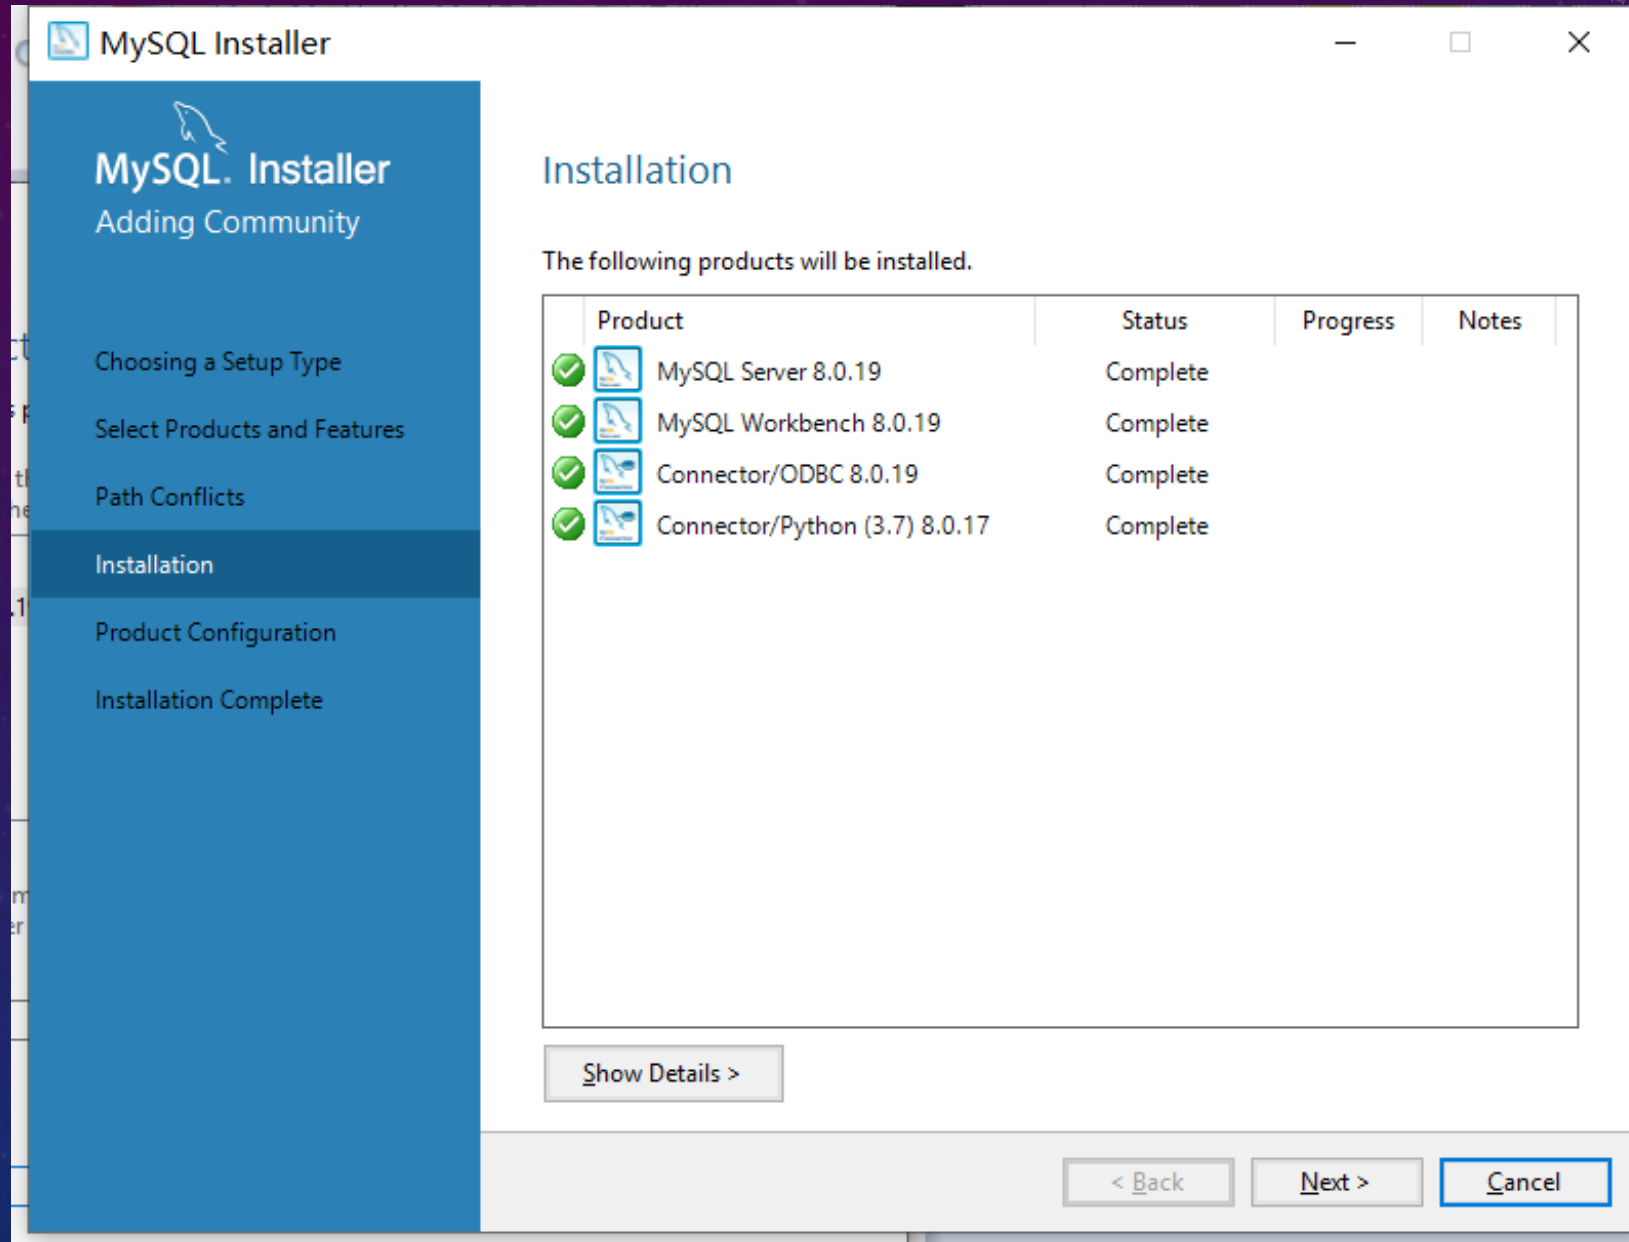 MySQL Installer
MySQL. Installer
Adding Community
Choosing a Setup Type
Select Products and Features
Path Conflicts
Installation
Product Configuration
Installation Complete
Installation
The following products will be installed.
Product Status Progress Notes
MySQL Server 8.0.19 Complete
MySQL Workbench 8.0.19 Complete
Connector/ODBC 8.0.19 Complete
Connector/Python (3.7) 8.0.17 Complete
Show Details >
< Back Next > Cancel